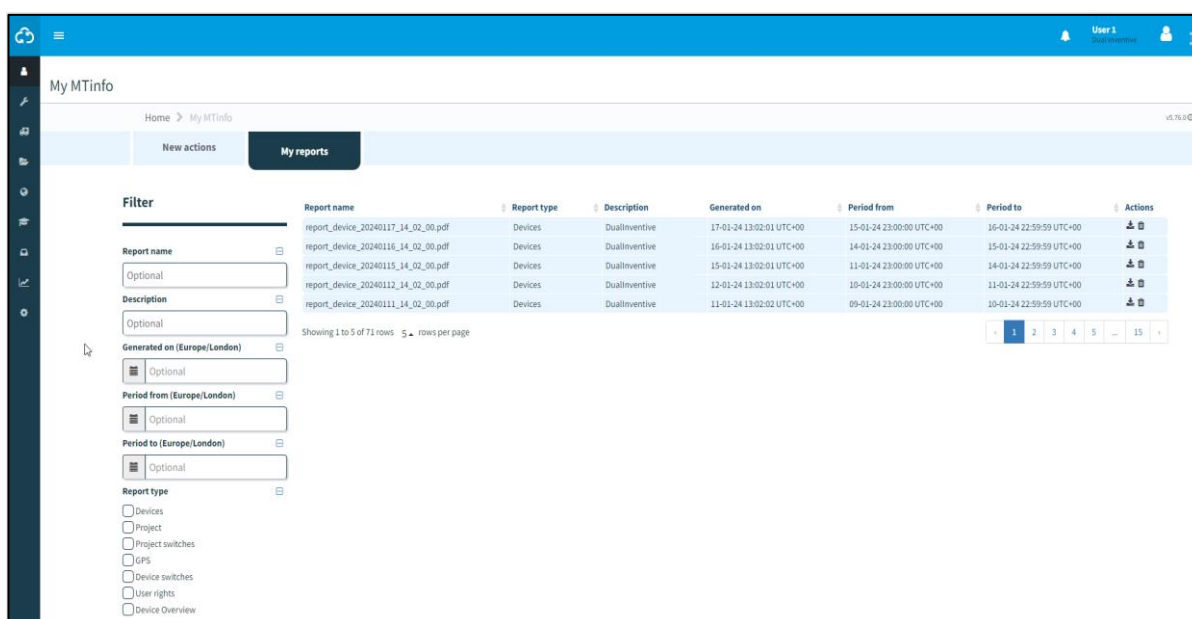 User 1
Dual Inventive
My MTinfo
Home > My MTinfo
v5.76.0
New actions
My reports
Filter
Report name
Optional
Description
Optional
Generated on (Europe/London)
Optional
Period from (Europe/London)
Optional
Period to (Europe/London)
Optional
Report type
Devices
Project
Project switches
GPS
Device switches
User rights
Device Overview
Report name Report type Description Generated on Period from Period to Actions
report_device_20240117_14_02_00.pdf Devices DualInventive 17-01-24 13:02:01 UTC+00 15-01-24 23:00:00 UTC+00 16-01-24 22:59:59 UTC+00
report_device_20240116_14_02_00.pdf Devices DualInventive 16-01-24 13:02:01 UTC+00 14-01-24 23:00:00 UTC+00 15-01-24 22:59:59 UTC+00
report_device_20240115_14_02_00.pdf Devices DualInventive 15-01-24 13:02:01 UTC+00 11-01-24 23:00:00 UTC+00 14-01-24 22:59:59 UTC+00
report_device_20240112_14_02_00.pdf Devices DualInventive 12-01-24 13:02:01 UTC+00 10-01-24 23:00:00 UTC+00 11-01-24 22:59:59 UTC+00
report_device_20240111_14_02_00.pdf Devices DualInventive 11-01-24 13:02:02 UTC+00 09-01-24 23:00:00 UTC+00 10-01-24 22:59:59 UTC+00
Showing 1 to 5 of 71 rows 5 rows per page
‹ 1 2 3 4 5 ... 15 ›